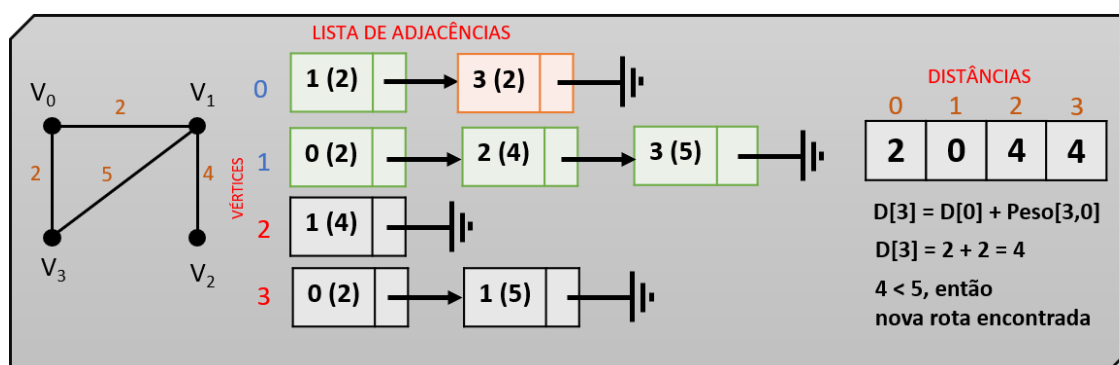 LISTA DE ADJACÊNCIAS
V0 V1
2
2 5 4
V3 V2
VÉRTICES
0 1 (2) 3 (2)
1 0 (2) 2 (4) 3 (5)
2 1 (4)
3 0 (2) 1 (5)
DISTÂNCIAS
0 1 2 3
2 0 4 4
D[3] = D[0] + Peso[3,0]
D[3] = 2 + 2 = 4
4 < 5, então
nova rota encontrada